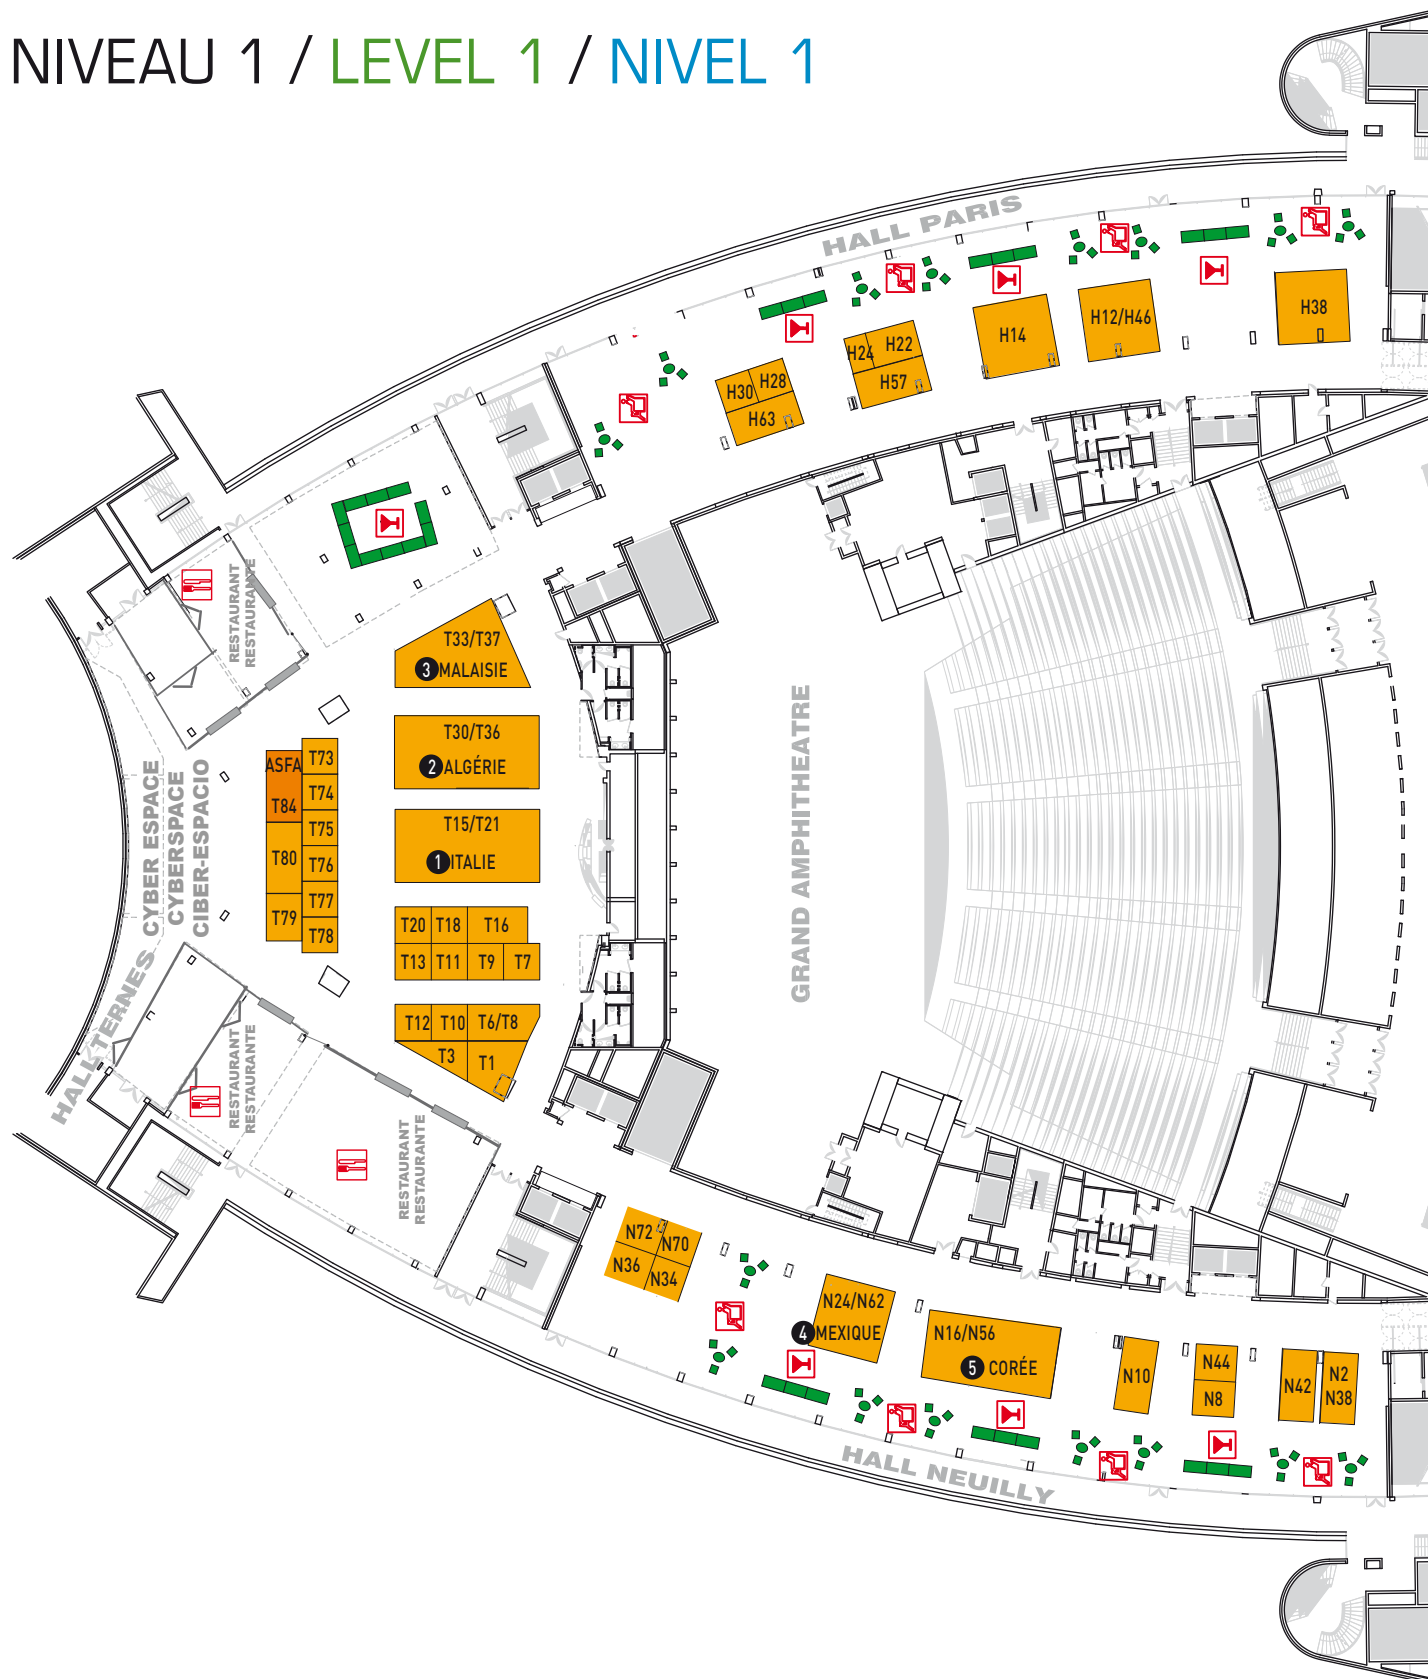 NIVEAU 1 / LEVEL 1 / NIVEL 1
HALL PARIS
H38
H12/H46
H14
H24
H22
H57
H30
H28
H63
RESTAURANT
RESTAURANTE
T33/T37
3 MALAISIE
T30/T36
2 ALGÉRIE
T15/T21
1 ITALIE
ASFA
T84
T80
T79
T73
T74
T75
T76
T77
T78
T20
T18
T16
T13
T11
T9
T7
T12
T10
T6/T8
T3
T1
HALL TERNES
CYBER ESPACE
CYBERSPACE
CIBER-ESPACIO
GRAND AMPHITHEATRE
RESTAURANT
RESTAURANTE
RESTAURANT
RESTAURANTE
N72
N70
N36
N34
N24/N62
4 MEXIQUE
N16/N56
5 CORÉE
N10
N44
N8
N42
N2
N38
HALL NEUILLY